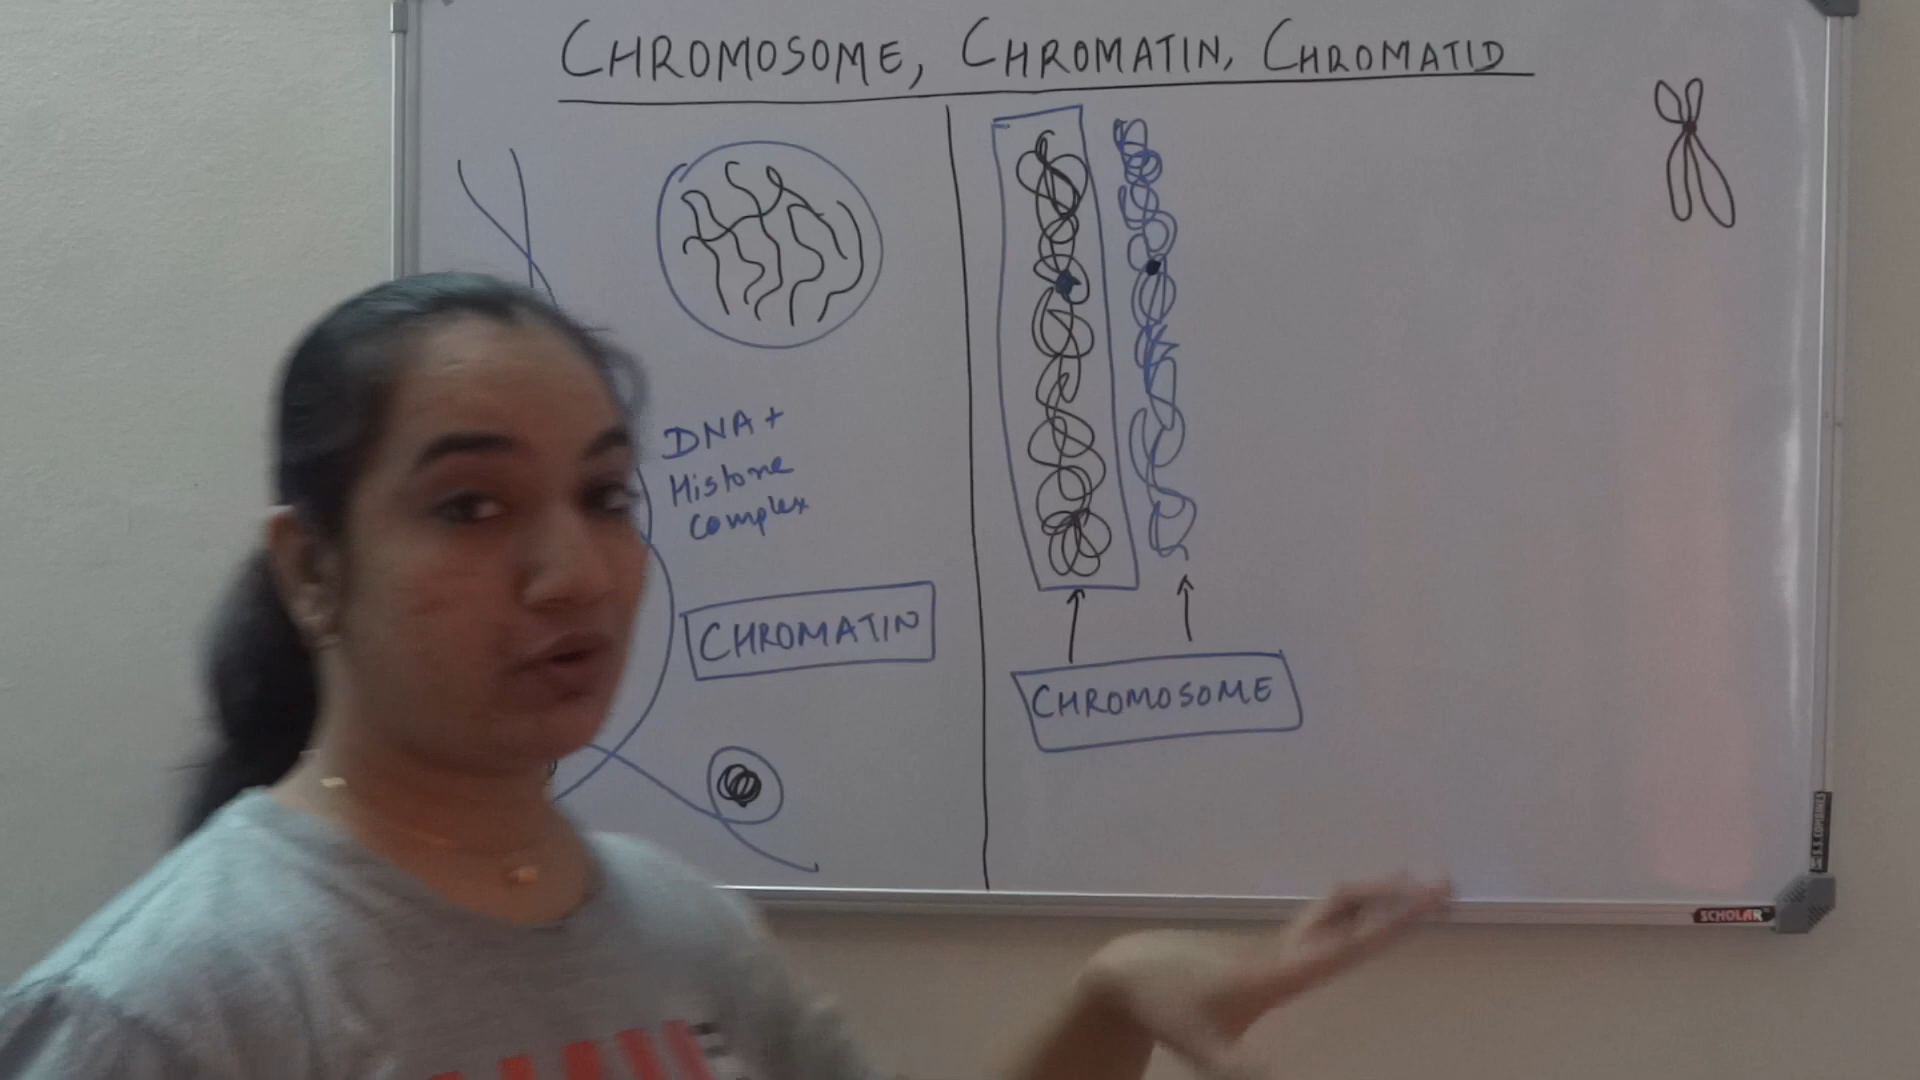 CHROMOSOME, CHROMATIN, CHROMATID
DNA +
Histone
Complex
CHROMATIN
CHROMOSOME
SCHOLAR